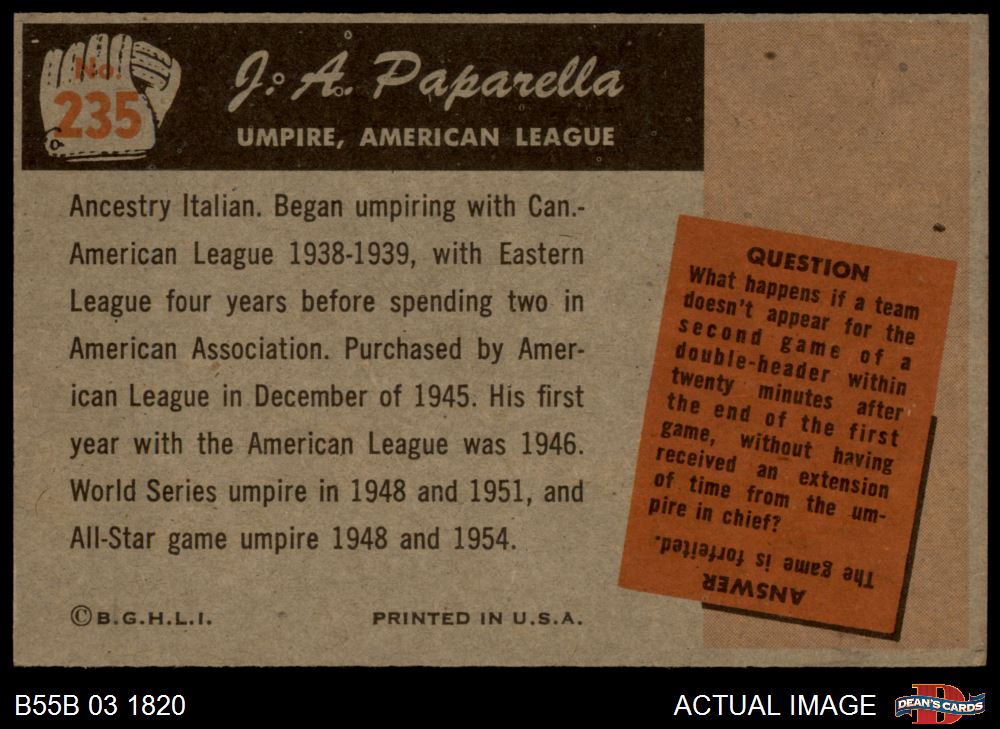 No.
235
J. A. Paparella
UMPIRE, AMERICAN LEAGUE
Ancestry Italian. Began umpiring with Can.-
American League 1938-1939, with Eastern
League four years before spending two in
American Association. Purchased by Amer-
ican League in December of 1945. His first
year with the American League was 1946.
World Series umpire in 1948 and 1951, and
All-Star game umpire 1948 and 1954.
©B.G.H.L.I.
PRINTED IN U.S.A.
QUESTION
What happens if a team
doesn't appear for the
second game of a
double-header within
twenty minutes after
the end of the first
game, without having
received an extension
of time from the um-
pire in chief?
ANSWER
The game is forfeited.
B55B 03 1820
ACTUAL IMAGE
D
DEAN'S CARDS